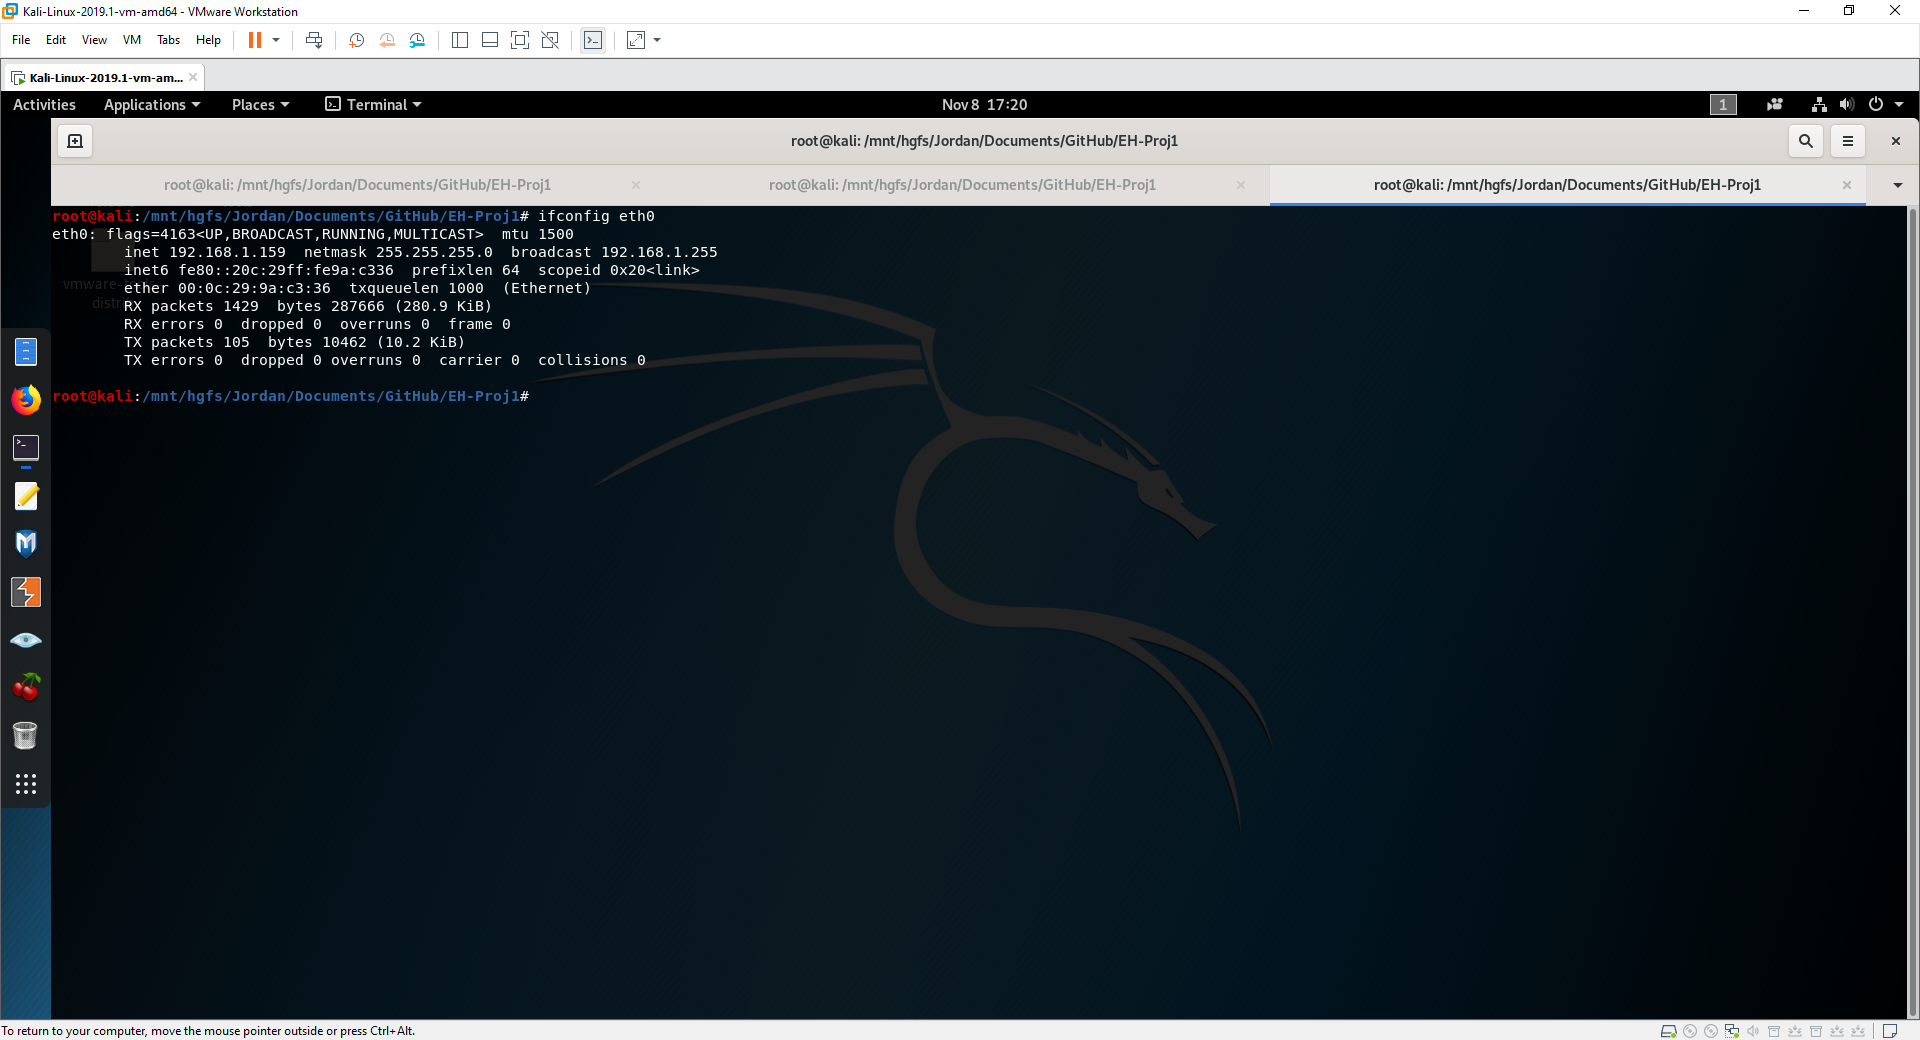 Kali-Linux-2019.1-vm-amd64 - VMware Workstation
File Edit View VM Tabs Help
Kali-Linux-2019.1-vm-am...
Activities Applications Places Terminal Nov 8 17:20 1
root@kali: /mnt/hgfs/Jordan/Documents/GitHub/EH-Proj1
root@kali: /mnt/hgfs/Jordan/Documents/GitHub/EH-Proj1 root@kali: /mnt/hgfs/Jordan/Documents/GitHub/EH-Proj1 root@kali: /mnt/hgfs/Jordan/Documents/GitHub/EH-Proj1
root@kali:/mnt/hgfs/Jordan/Documents/GitHub/EH-Proj1# ifconfig eth0
eth0: flags=4163<UP,BROADCAST,RUNNING,MULTICAST>  mtu 1500
        inet 192.168.1.159  netmask 255.255.255.0  broadcast 192.168.1.255
        inet6 fe80::20c:29ff:fe9a:c336  prefixlen 64  scopeid 0x20<link>
        ether 00:0c:29:9a:c3:36  txqueuelen 1000  (Ethernet)
        RX packets 1429  bytes 287666 (280.9 KiB)
        RX errors 0  dropped 0  overruns 0  frame 0
        TX packets 105  bytes 10462 (10.2 KiB)
        TX errors 0  dropped 0 overruns 0  carrier 0  collisions 0
root@kali:/mnt/hgfs/Jordan/Documents/GitHub/EH-Proj1#
To return to your computer, move the mouse pointer outside or press Ctrl+Alt.